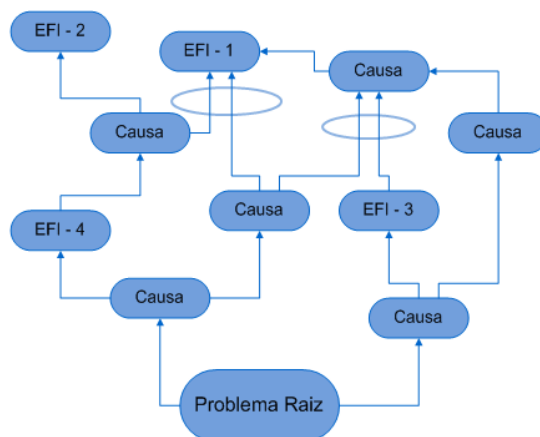 EFI - 2
EFI - 1
Causa
Causa
Causa
EFI - 4
Causa
EFI - 3
Causa
Causa
Problema Raiz